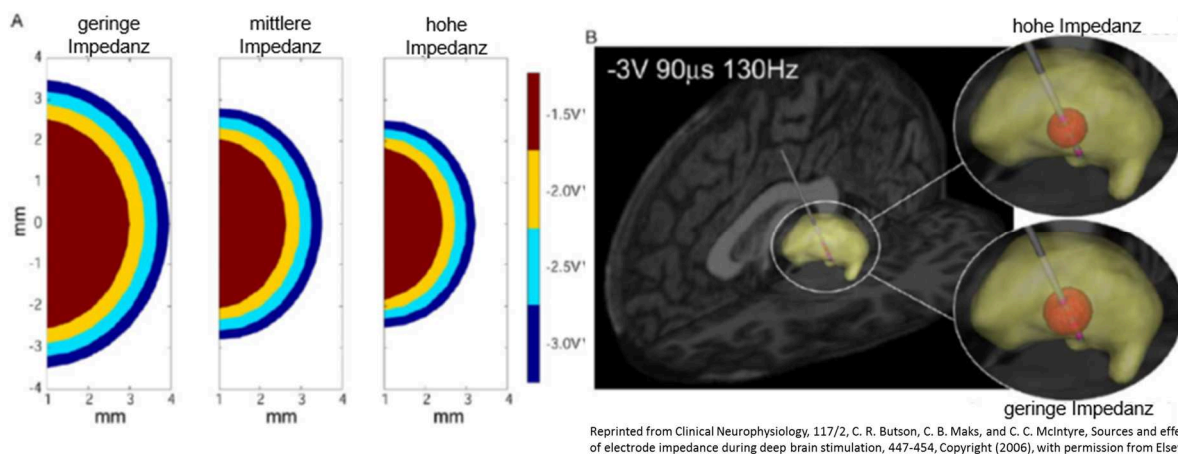 A
geringe
Impedanz
mittlere
Impedanz
hohe
Impedanz
4
3
2
1
0
-1
-2
-3
-4
mm
1 2 3 4
mm
1 2 3 4
mm
1 2 3 4
mm
-1.5V'
-2.0V'
-2.5V'
-3.0V'
B
-3V 90μs 130Hz
hohe Impedanz
geringe Impedanz
Reprinted from Clinical Neurophysiology, 117/2, C. R. Butson, C. B. Maks, and C. C. McIntyre, Sources and effe
of electrode impedance during deep brain stimulation, 447-454, Copyright (2006), with permission from Elsev